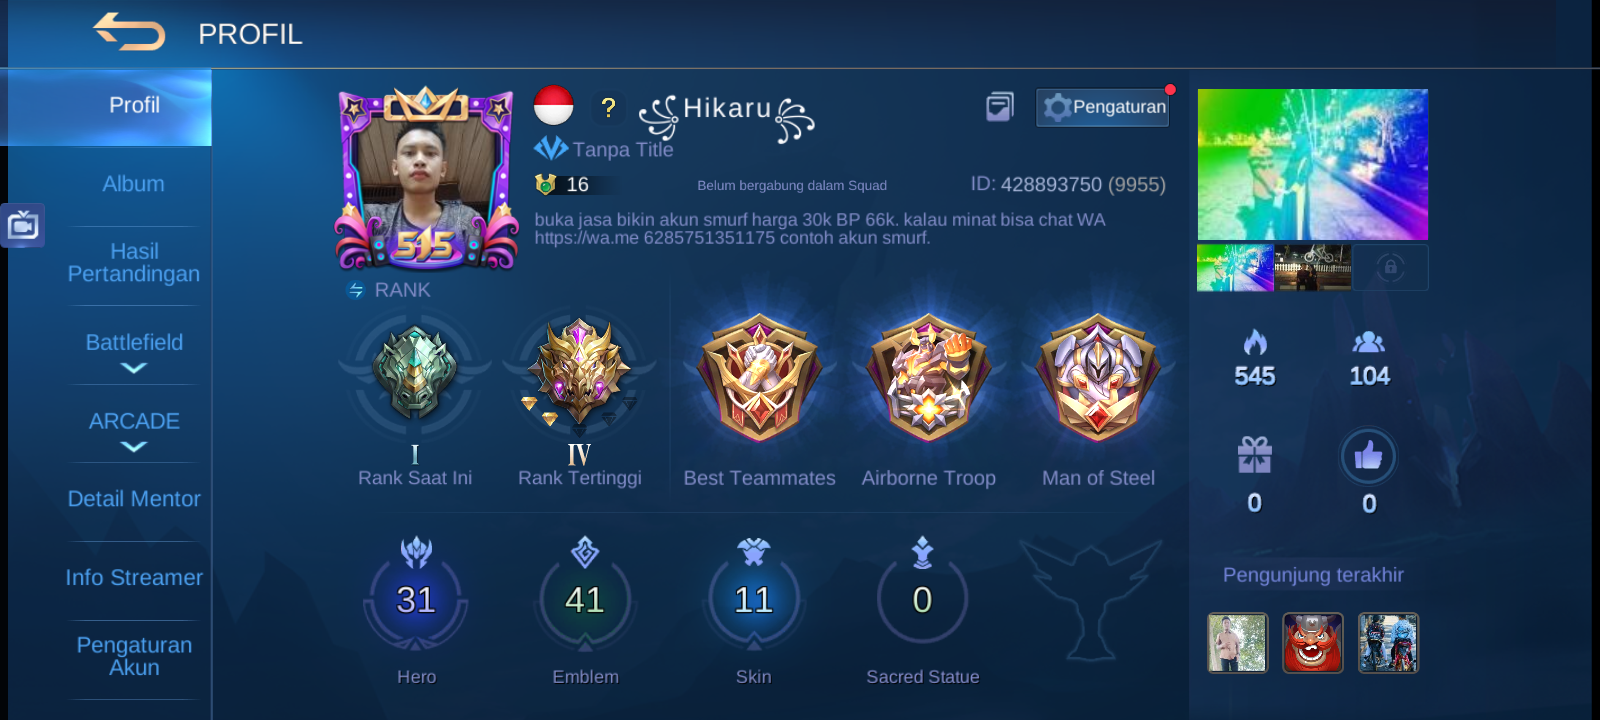 PROFIL
Profil
Album
Hasil
Pertandingan
Battlefield
ARCADE
Detail Mentor
Info Streamer
Pengaturan
Akun
515
?
Hikaru
Pengaturan
Tanpa Title
16
Belum bergabung dalam Squad
ID: 428893750 (9955)
buka jasa bikin akun smurf harga 30k BP 66k. kalau minat bisa chat WA
https://wa.me 6285751351175 contoh akun smurf.
RANK
I
IV
Rank Saat Ini
Rank Tertinggi
Best Teammates
Airborne Troop
Man of Steel
31
41
11
0
Hero
Emblem
Skin
Sacred Statue
545
104
0
0
Pengunjung terakhir